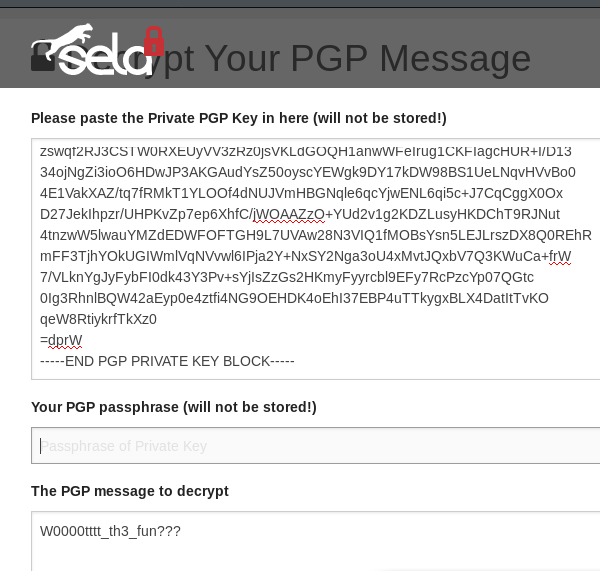 sela
Decrypt Your PGP Message
Please paste the Private PGP Key in here (will not be stored!)
zswqf2RJ3CSTW0RXEUyVV3zRz0jsVKLdGOQH1anwWFeIrug1CKFIagcHUR+I/D13
34ojNgZi3ioO6HDwJP3AKGAudYsZ50oyscYEWgk9DY17kDW98BS1UeLNqvHVvBo0
4E1VakXAZ/tq7fRMkT1YLOOf4dNUJVmHBGNqle6qcYjwENL6qi5c+J7CqCggX0Ox
D27JekIhpzr/UHPKvZp7ep6XhfC/jWOAAZzO+YUd2v1g2KDZLusyHKDChT9RJNut
4tnzwW5lwauYMZdEDWFOFTGH9L7UVAw28N3VIQ1fMOBsYsn5LEJLrszDX8Q0REhR
mFF3TjhYOkUGIWmlVqNVvwl6IPja2Y+NxSY2Nga3oU4xMvtJQxbV7Q3KWuCa+frW
7/VLknYgJyFybFI0dk43Y3Pv+sYjIsZzGs2HKmyFyyrcbl9EFy7RcPzcYp07QGtc
0Ig3RhnlBQW42aEyp0e4ztfi4NG9OEHDK4oEhI37EBP4uTTkygxBLX4DatItTvKO
qeW8RtiykrfTkXz0
=dprW
-----END PGP PRIVATE KEY BLOCK-----
Your PGP passphrase (will not be stored!)
Passphrase of Private Key
The PGP message to decrypt
W0000tttt_th3_fun???